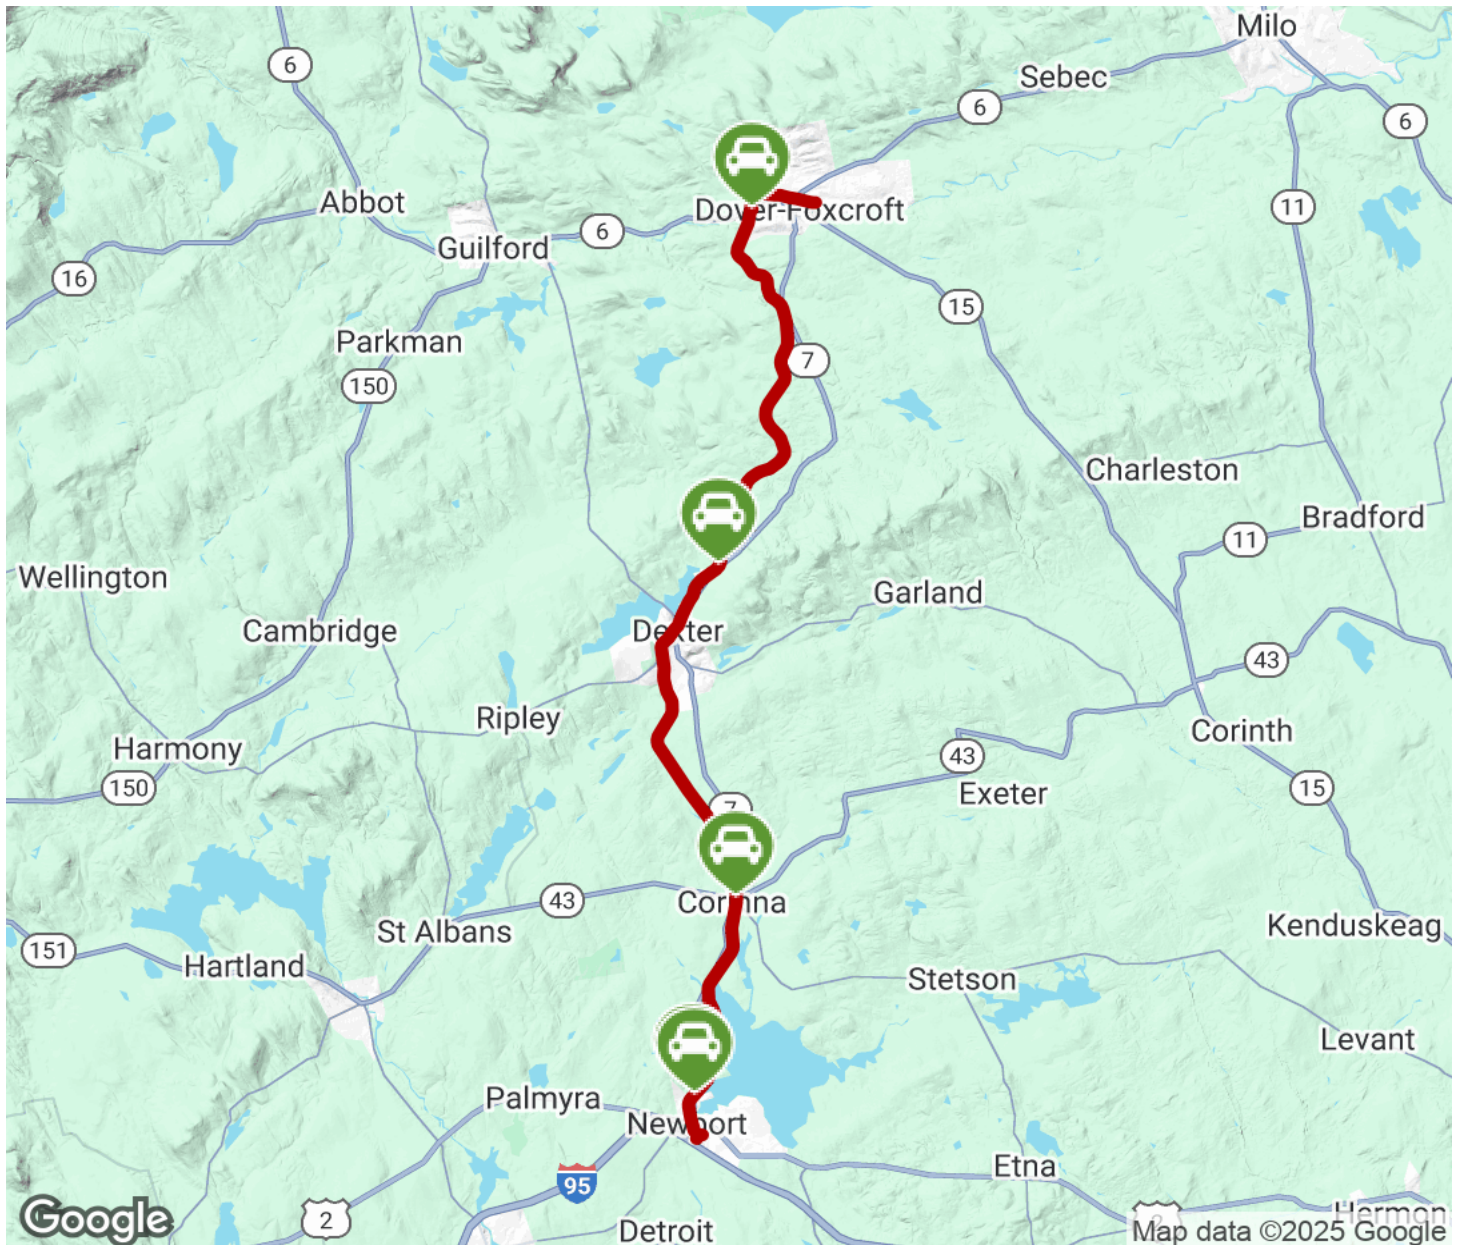 Milo
6
Sebec
6
6
Abbot
Dover-Foxcroft
11
6
Guilford
16
15
Parkman
7
150
Charleston
Bradford
11
Wellington
Garland
Cambridge
Dexter
43
Ripley
Corinth
Harmony
43
150
Exeter
15
7
43
Corinna
Kenduskeag
St Albans
151
Hartland
Stetson
Levant
Palmyra
Newport
Etna
95
2
2
Hermon
Google
Detroit
Map data ©2025 Google